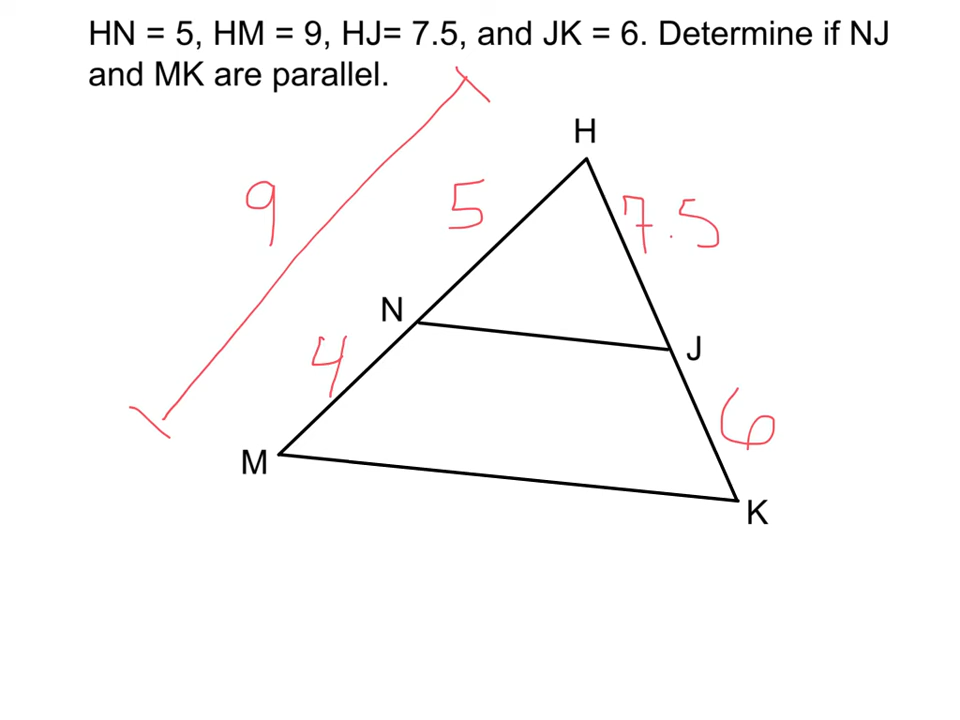 HN = 5, HM = 9, HJ= 7.5, and JK = 6. Determine if NJ
and MK are parallel.
H
9
5
7.5
N
J
4
6
M
K